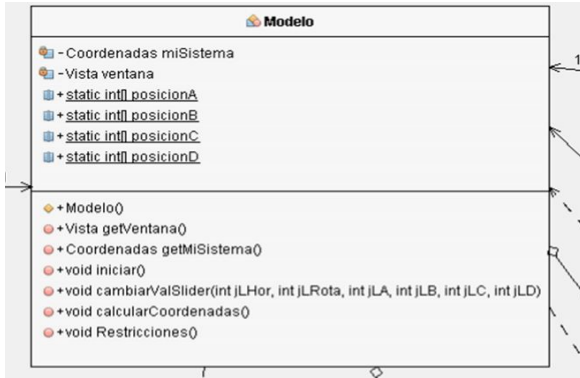 Modelo
- Coordenadas miSistema
- Vista ventana
+ static int[] posicionA
+ static int[] posicionB
+ static int[] posicionC
+ static int[] posicionD
+ Modelo()
+ Vista getVentana()
+ Coordenadas getMiSistema()
+ void iniciar()
+ void cambiarValSlider(int jLHor, int jLRota, int jLA, int jLB, int jLC, int jLD)
+ void calcularCoordenadas()
+ void Restricciones()
1